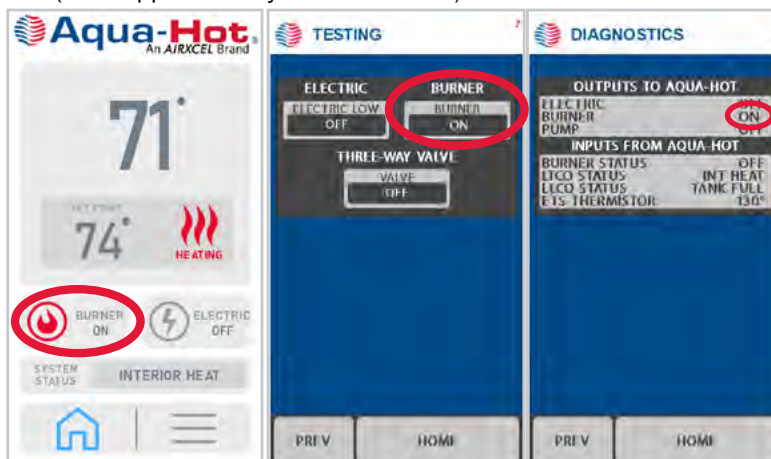 Aqua-Hot
An AIRXCEL Brand
71°
SET POINT
74°
HEATING
BURNER
ON
ELECTRIC
OFF
SYSTEM
STATUS
INTERIOR HEAT
TESTING
ELECTRIC
BURNER
ELECTRIC LOW
OFF
BURNER
ON
THREE-WAY VALVE
VALVE
OFF
PREV
HOME
DIAGNOSTICS
OUTPUTS TO AQUA-HOT
ELECTRIC OFF
BURNER ON
PUMP OFF
INPUTS FROM AQUA-HOT
BURNER STATUS OFF
LTCO STATUS INT HEAT
LLCO STATUS TANK FULL
ETS THERMISTOR 130°
PREV
HOME